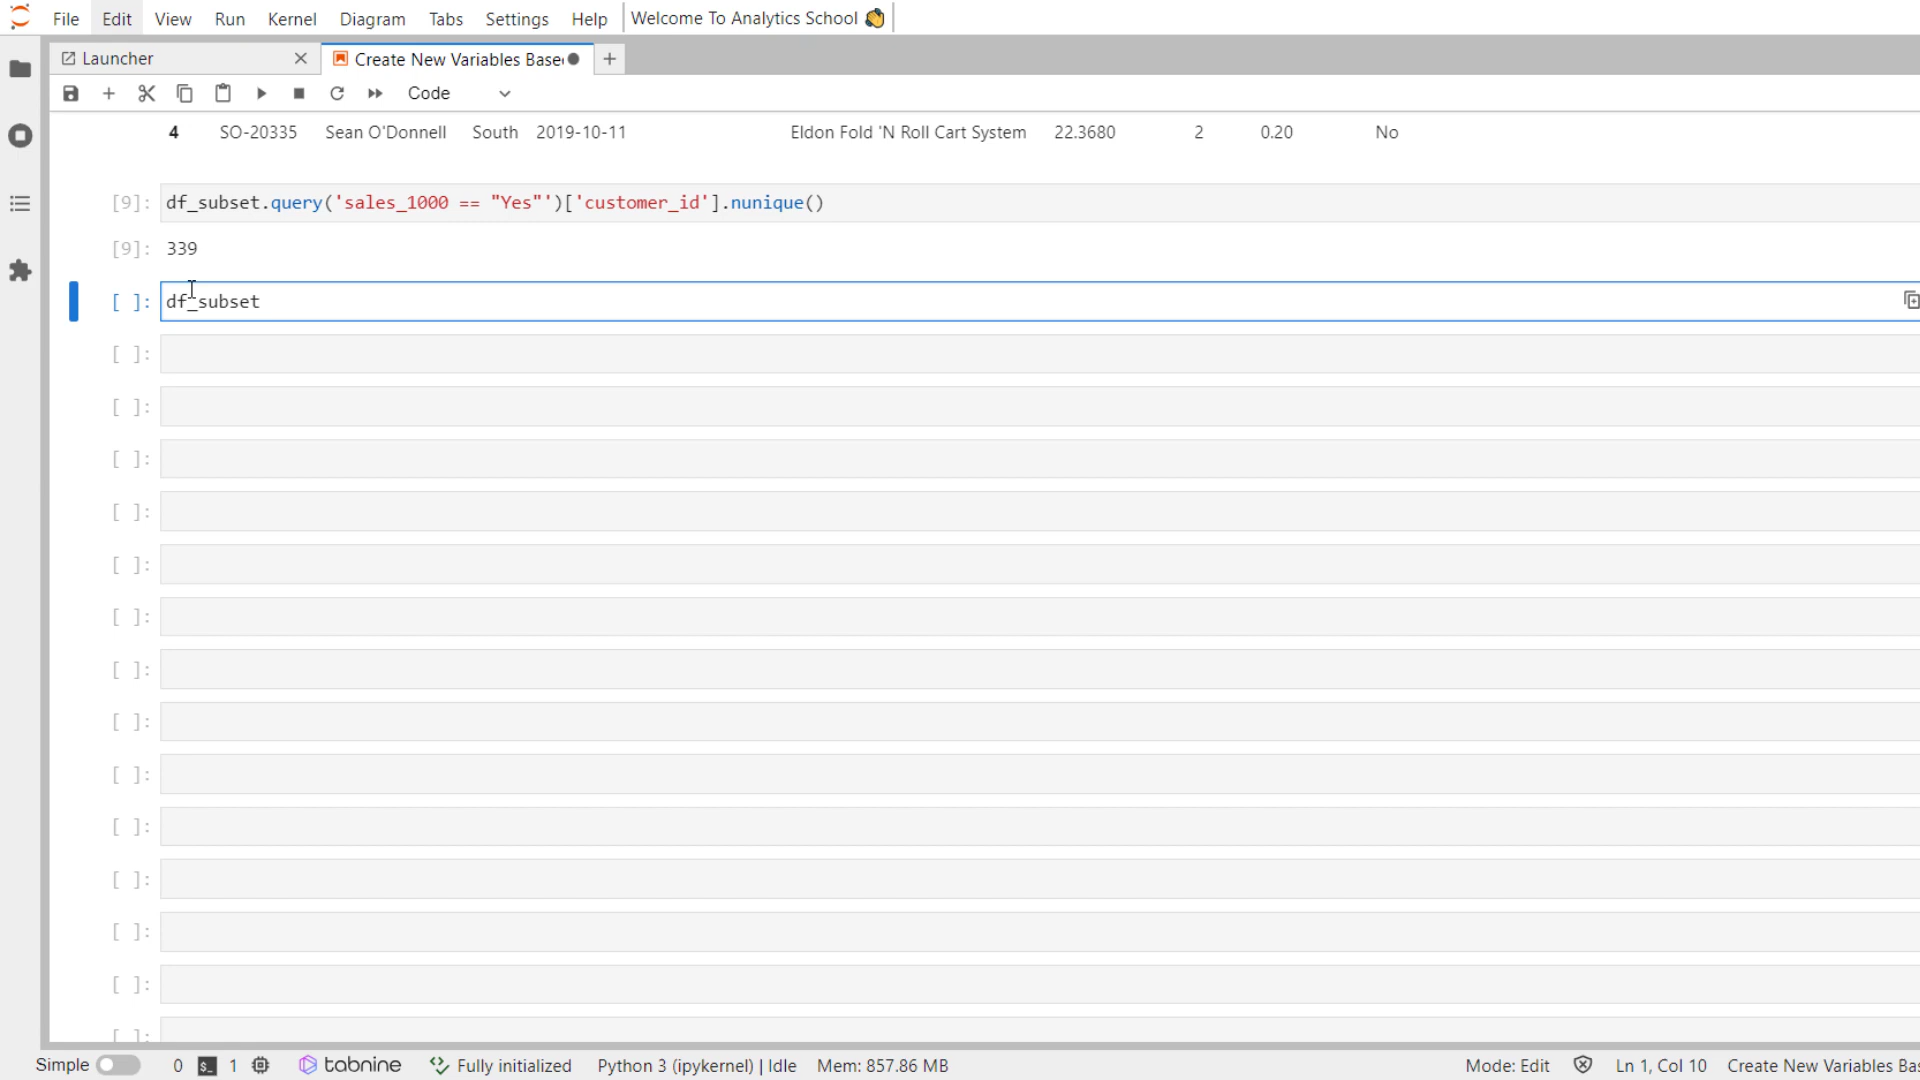 File Edit View Run Kernel Diagram Tabs Settings Help Welcome To Analytics School 👏
Launcher Create New Variables Base
Code
4 SO-20335 Sean O'Donnell South 2019-10-11 Eldon Fold 'N Roll Cart System 22.3680 2 0.20 No
[9]: df_subset.query('sales_1000 == "Yes"')['customer_id'].nunique()
[9]: 339
[ ]: df_subset
[ ]:
[ ]:
[ ]:
[ ]:
[ ]:
[ ]:
[ ]:
[ ]:
[ ]:
[ ]:
[ ]:
[ ]:
[ ]:
[ ]:
Simple 0 $_ 1 tabnine Fully initialized Python 3 (ipykernel) | Idle Mem: 857.86 MB Mode: Edit Ln 1, Col 10 Create New Variables Bas